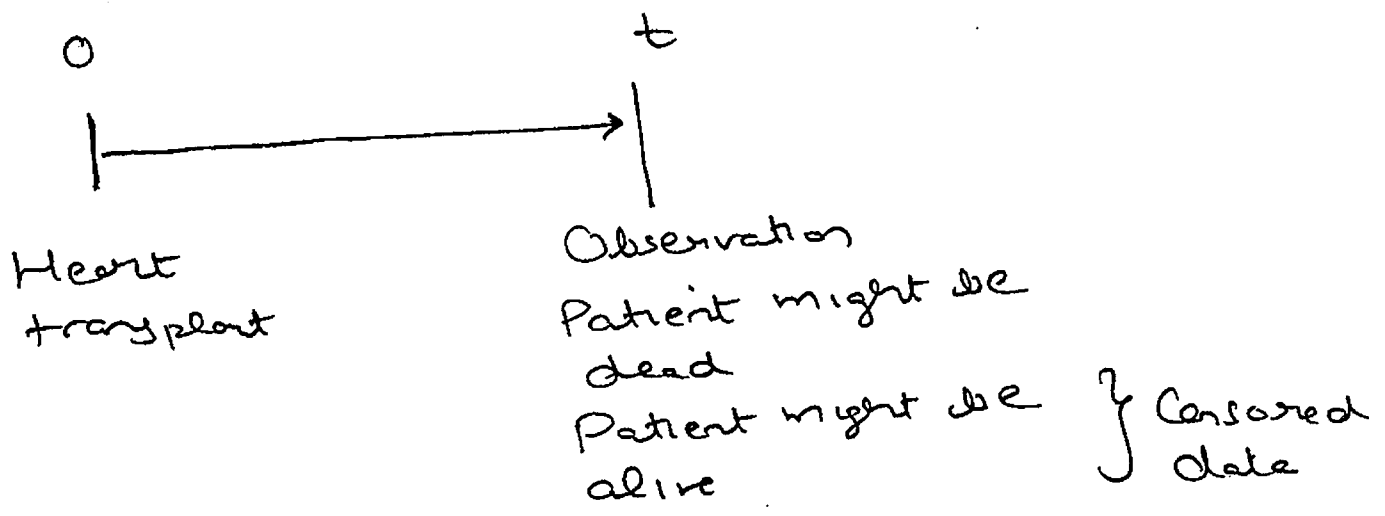 0
t
Heart
transplant
Observation
Patient might be
dead
Patient might be
alive
} Censored
data